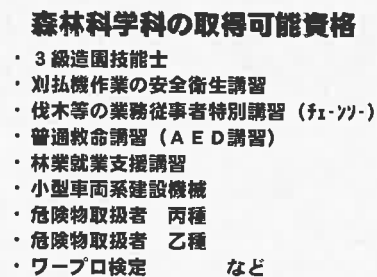 森林科学科の取得可能資格
・３級造園技能士
・刈払機作業の安全衛生講習
・伐木等の業務従事者特別講習（ﾁｪｰﾝｿｰ）
・普通救命講習（ＡＥＤ講習）
・林業就業支援講習
・小型車両系建設機械
・危険物取扱者　丙種
・危険物取扱者　乙種
・ワープロ検定　　　など